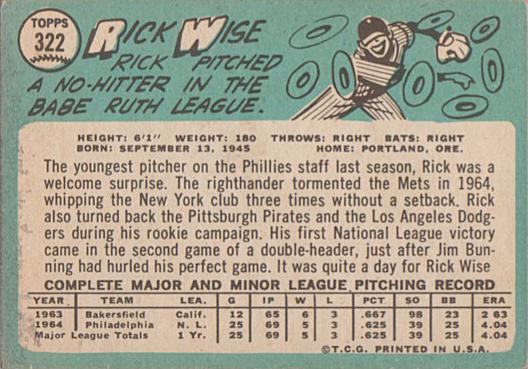 TOPPS
322
RICK WISE
RICK PITCHED
A NO-HITTER IN THE
BABE RUTH LEAGUE.
HEIGHT: 6'1" WEIGHT: 180 THROWS: RIGHT BATS: RIGHT
BORN: SEPTEMBER 13, 1945 HOME: PORTLAND, ORE.
The youngest pitcher on the Phillies staff last season, Rick was a
welcome surprise. The righthander tormented the Mets in 1964,
whipping the New York club three times without a setback. Rick
also turned back the Pittsburgh Pirates and the Los Angeles Dodg-
ers during his rookie campaign. His first National League victory
came in the second game of a double-header, just after Jim Bun-
ning had hurled his perfect game. It was quite a day for Rick Wise
COMPLETE MAJOR AND MINOR LEAGUE PITCHING RECORD
YEAR TEAM LEA. G IP W L PCT SO BB ERA
1963 Bakersfield Calif. 12 65 6 3 .667 98 23 2 63
1964 Philadelphia N. L. 25 69 5 3 .625 39 25 4.04
Major League Totals 1 Yr. 25 69 5 3 .625 39 25 4.04
©T.C.G. PRINTED IN U.S.A.